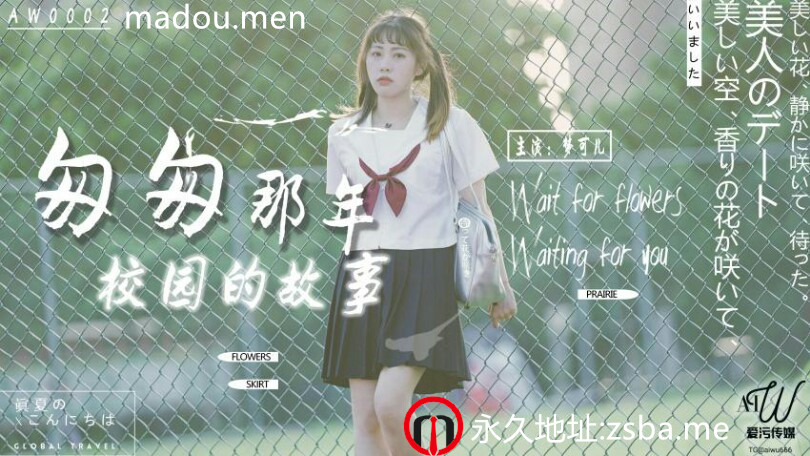 AW0002
madou.men
匆匆那年
校园的故事
主演：梦可儿
Wait for flowers
Waiting for you
PRAIRIE
FLOWERS
SKIRT
眞夏の
×こんにちは
GLOBAL TRAVEL
永久地址:zsba.me
AIW
爱污传媒
TG@aiwu666
美しい花、静かに咲いて、待った、
美人のデート
美しい空、香りの花が咲いて、
いいました